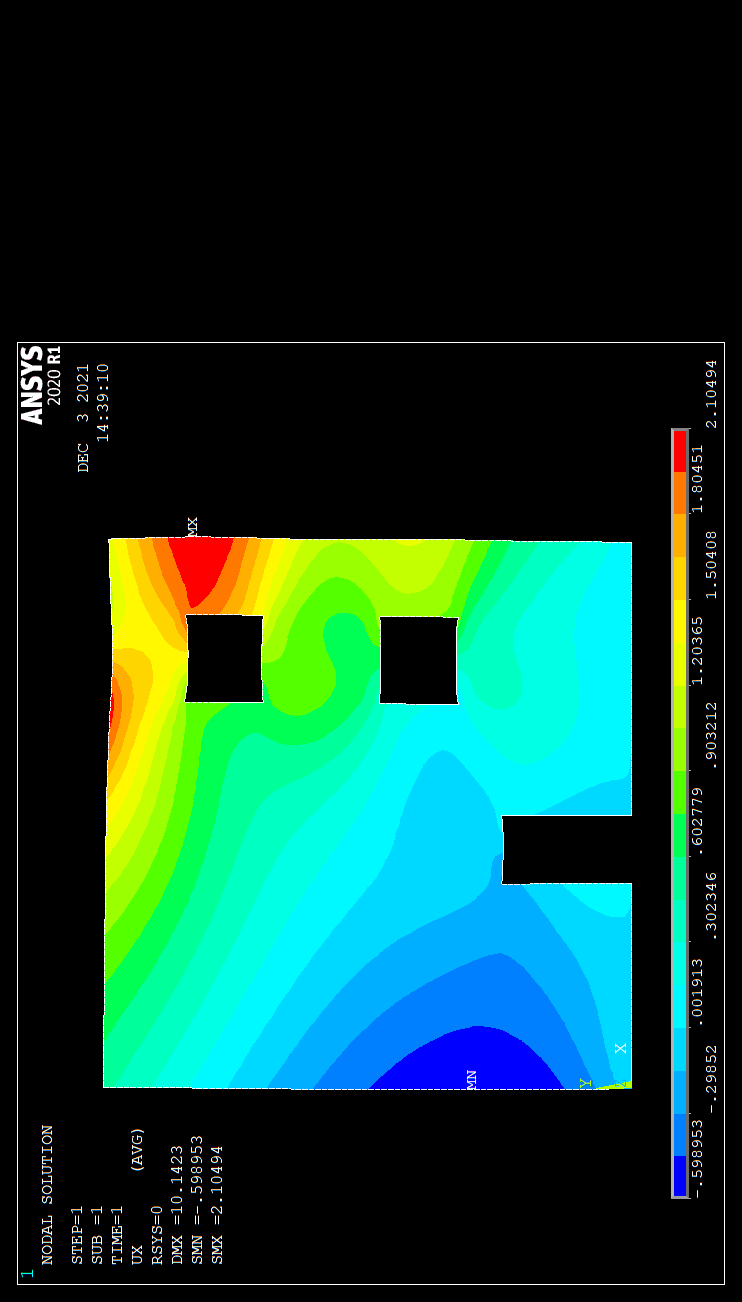 1
NODAL SOLUTION
STEP=1
SUB =1
TIME=1
UX (AVG)
RSYS=0
DMX =10.1423
SMN =-.598953
SMX =2.10494
ANSYS
2020 R1
DEC 3 2021
14:39:10
MX
MN
Y
Z X
-.598953
-.29852
.001913
.302346
.602779
.903212
1.20365
1.50408
1.80451
2.10494